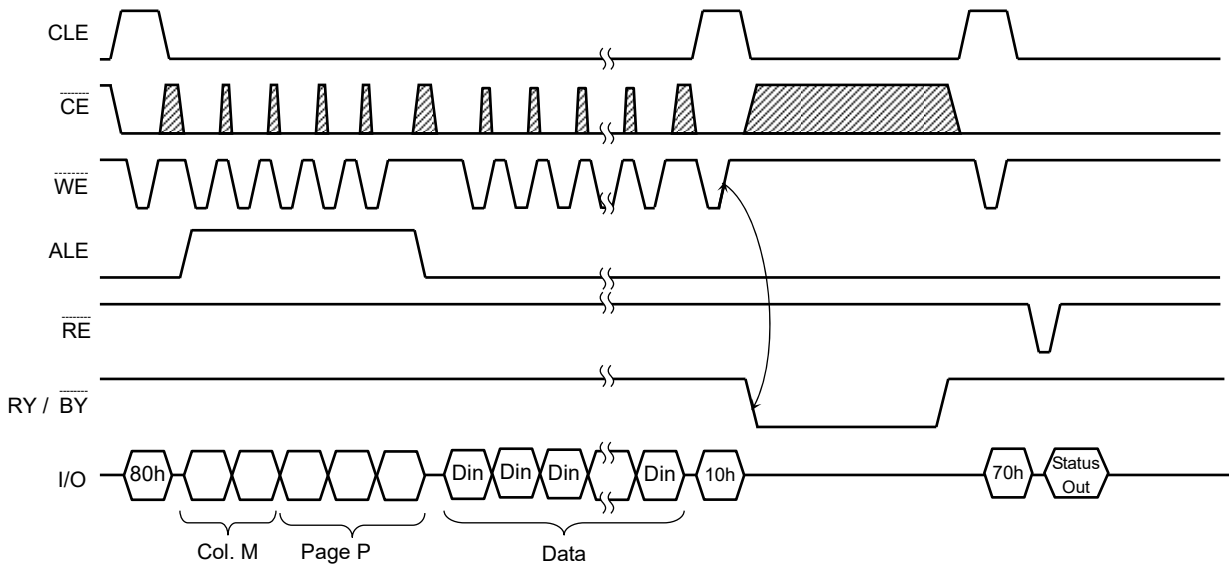 CLE
CE
WE
ALE
RE
RY / BY
I/O
80h
Din
Din
Din
Din
10h
70h
Status
Out
Col. M
Page P
Data